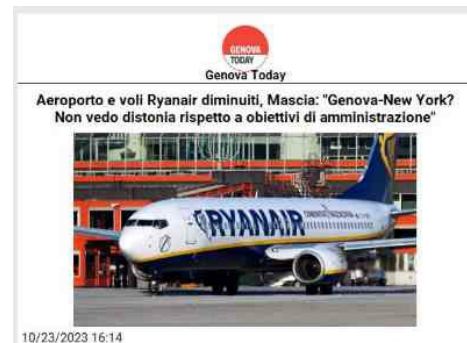 GENOVA
TODAY
Genova Today
Aeroporto e voli Ryanair diminuiti, Mascia: "Genova-New York?
Non vedo distonia rispetto a obiettivi di amministrazione"
RYANAIR
10/23/2023 16:14